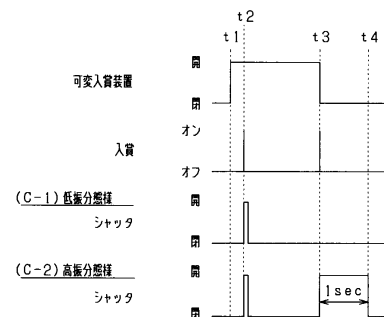 t2
t1
t3
t4
可変入賞装置
開
閉
入賞
オン
オフ
(C-1)低振分態様
シャッタ
開
閉
(C-2)高振分態様
シャッタ
開
閉
1sec